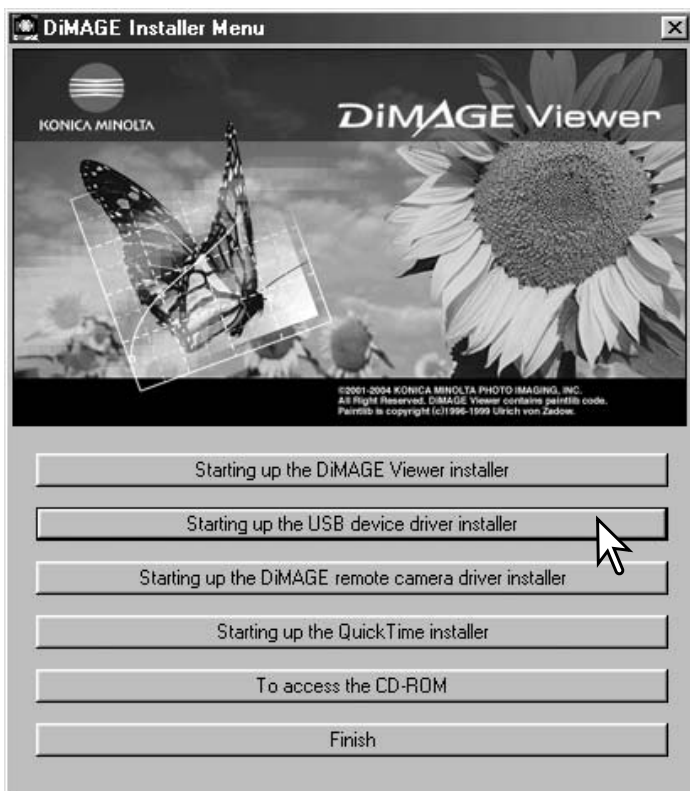 DiMAGE Installer Menu
KONICA MINOLTA
DiMAGE Viewer
©2001-2004 KONICA MINOLTA PHOTO IMAGING, INC.
All Right Reserved. DiMAGE Viewer contains paintlib code.
Paintlib is copyright (c)1996-1999 Ulrich von Zadow.
Starting up the DiMAGE Viewer installer
Starting up the USB device driver installer
Starting up the DiMAGE remote camera driver installer
Starting up the QuickTime installer
To access the CD-ROM
Finish